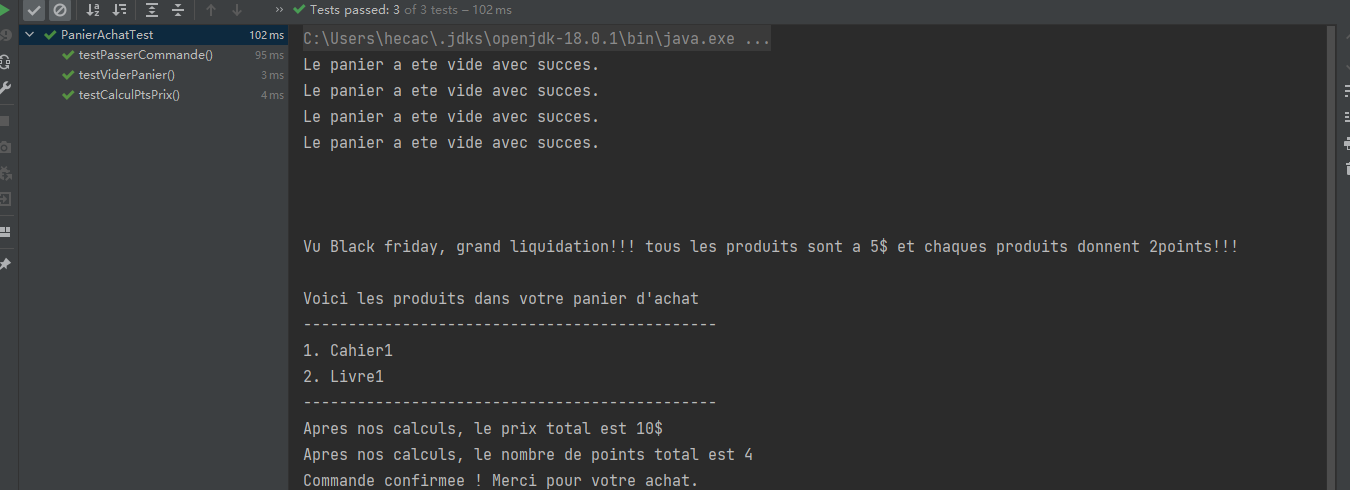 Tests passed: 3 of 3 tests – 102 ms
PanierAchatTest 102 ms
testPasserCommande() 95 ms
testViderPanier() 3 ms
testCalculPtsPrix() 4 ms
C:\Users\hecac\.jdks\openjdk-18.0.1\bin\java.exe ...
Le panier a ete vide avec succes.
Le panier a ete vide avec succes.
Le panier a ete vide avec succes.
Le panier a ete vide avec succes.
Vu Black friday, grand liquidation!!! tous les produits sont a 5$ et chaques produits donnent 2points!!!
Voici les produits dans votre panier d'achat
----------------------------------------------
1. Cahier1
2. Livre1
----------------------------------------------
Apres nos calculs, le prix total est 10$
Apres nos calculs, le nombre de points total est 4
Commande confirmee ! Merci pour votre achat.